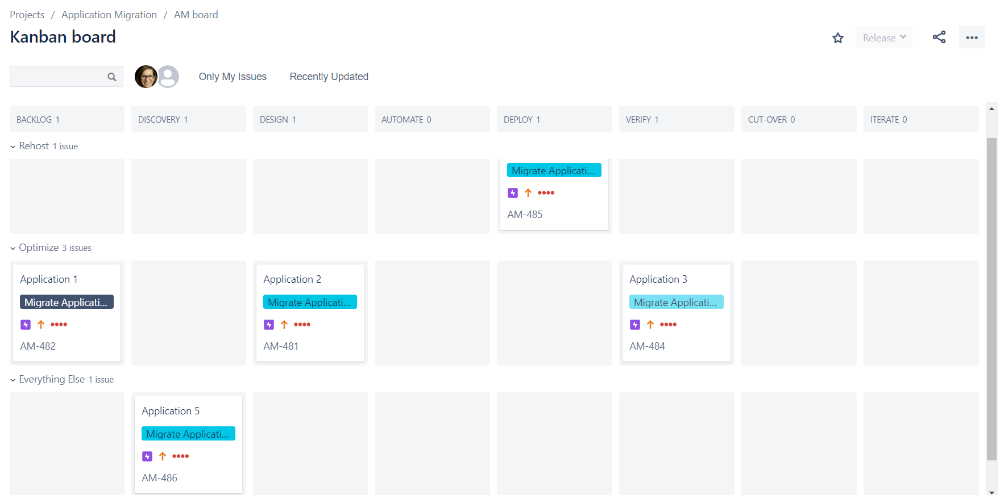 Projects / Application Migration / AM board
Kanban board
Release
Only My Issues Recently Updated
BACKLOG 1 DISCOVERY 1 DESIGN 1 AUTOMATE 0 DEPLOY 1 VERIFY 1 CUT-OVER 0 ITERATE 0
Rehost 1 issue
Migrate Applicati...
AM-485
Optimize 3 issues
Application 1
Migrate Applicati...
AM-482
Application 2
Migrate Applicati...
AM-481
Application 3
Migrate Applicati...
AM-484
Everything Else 1 issue
Application 5
Migrate Applicati...
AM-486